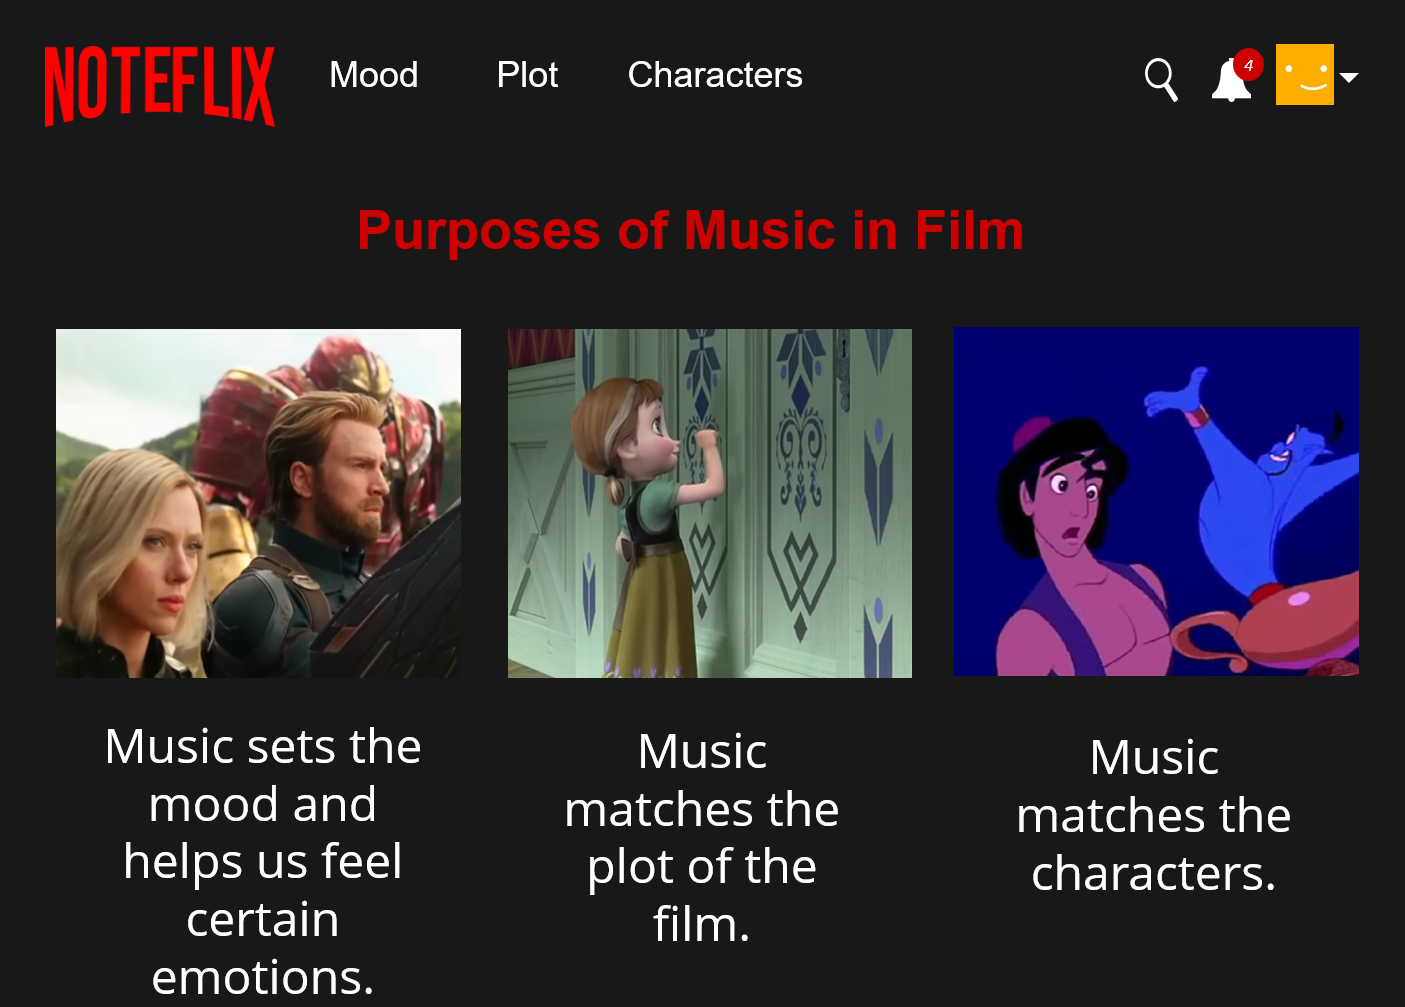 NOTEFLIX
Mood
Plot
Characters
4
Purposes of Music in Film
Music sets the
mood and
helps us feel
certain
emotions.
Music
matches the
plot of the
film.
Music
matches the
characters.